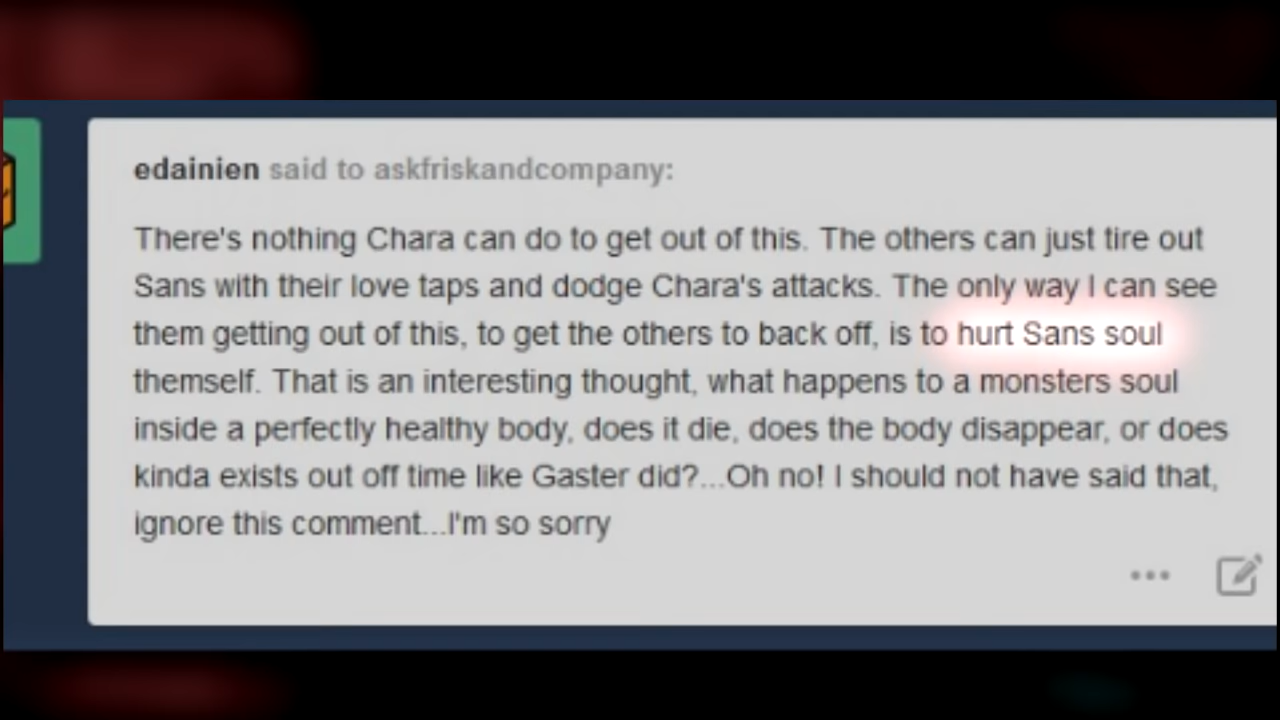 edainien said to askfriskandcompany:
There's nothing Chara can do to get out of this. The others can just tire out
Sans with their love taps and dodge Chara's attacks. The only way I can see
them getting out of this, to get the others to back off, is to hurt Sans soul
themself. That is an interesting thought, what happens to a monsters soul
inside a perfectly healthy body, does it die, does the body disappear, or does
kinda exists out off time like Gaster did?...Oh no! I should not have said that,
ignore this comment...I'm so sorry